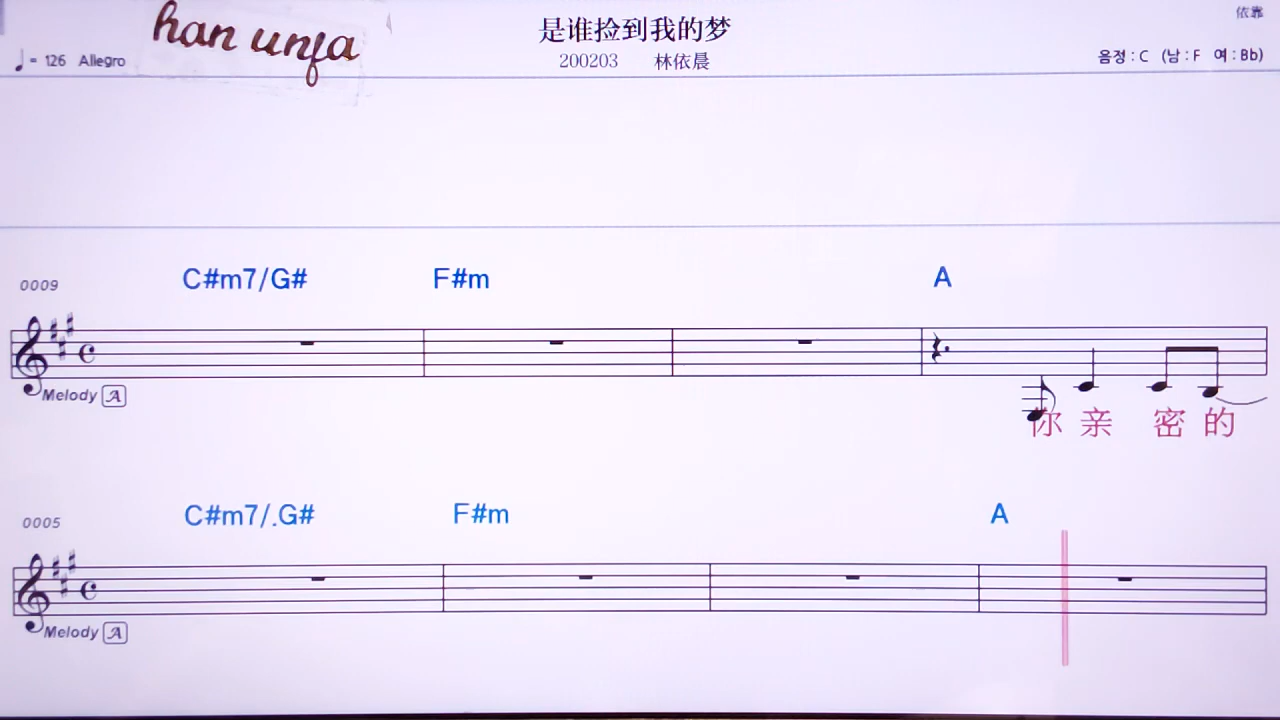 han unfa
是谁捡到我的梦
依靠
♩= 126 Allegro
200203 林依晨
음정 : C (남 : F 여 : Bb)
0009
C#m7/G# F#m A
Melody A
你 亲 密 的
0005
C#m7/.G# F#m A
Melody A